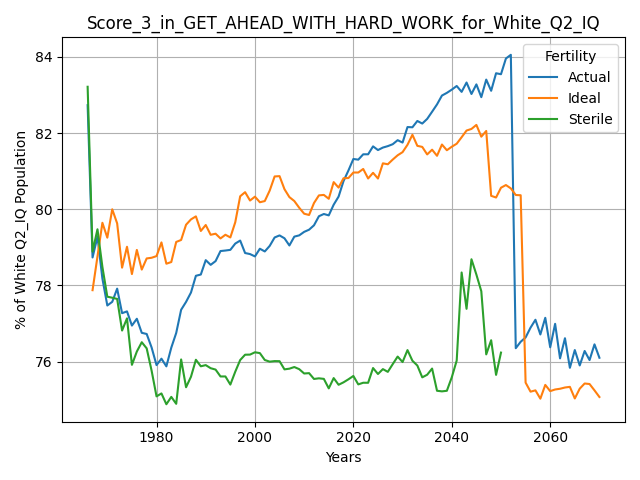 Score_3_in_GET_AHEAD_WITH_HARD_WORK_for_White_Q2_IQ
Fertility
Actual
Ideal
Sterile
% of White Q2_IQ Population
84
82
80
78
76
1980
2000
2020
2040
2060
Years